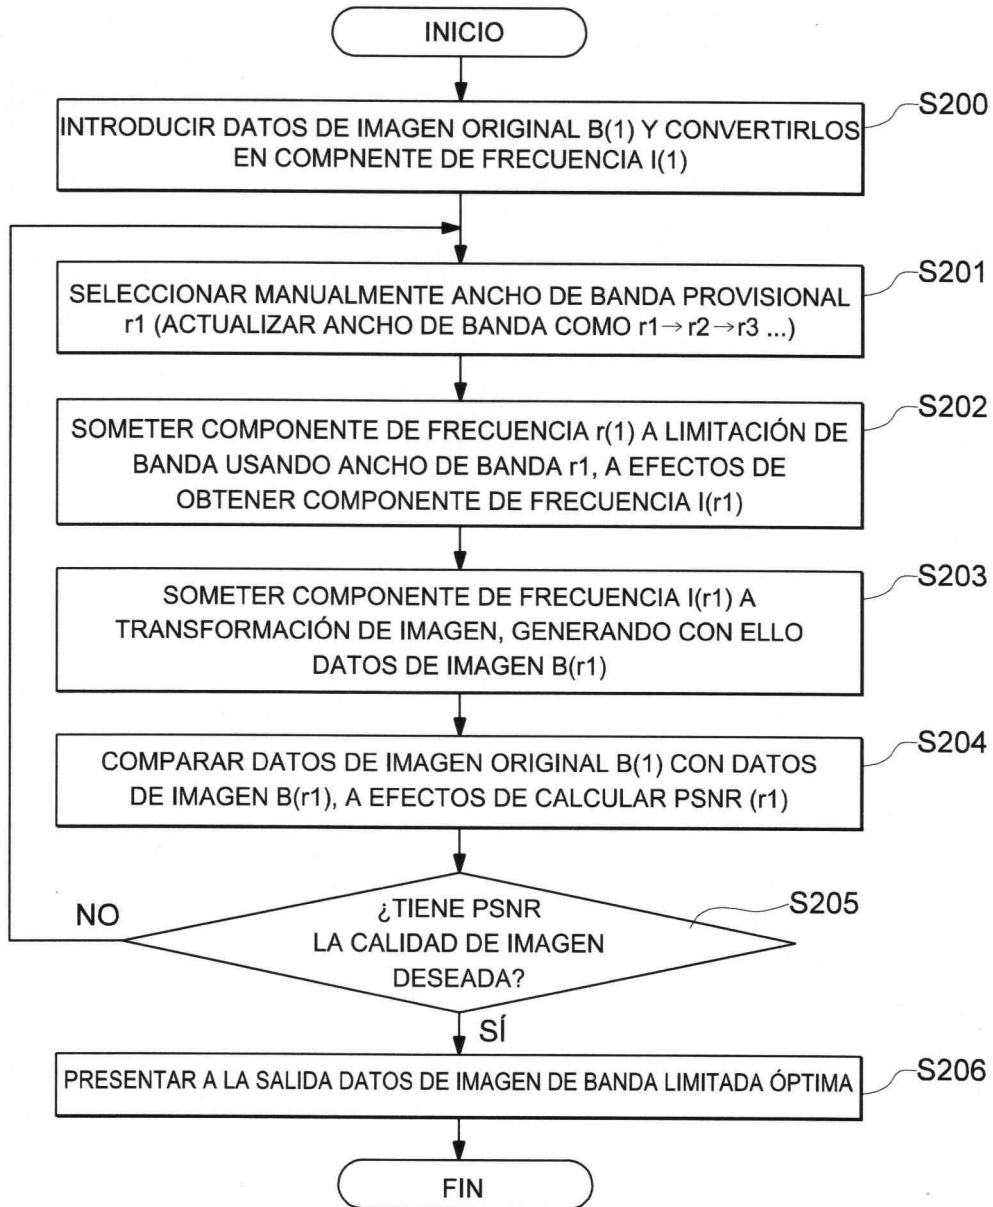 INICIO
S200
INTRODUCIR DATOS DE IMAGEN ORIGINAL B(1) Y CONVERTIRLOS
EN COMPNENTE DE FRECUENCIA I(1)
S201
SELECCIONAR MANUALMENTE ANCHO DE BANDA PROVISIONAL
r1 (ACTUALIZAR ANCHO DE BANDA COMO r1→r2→r3 ...)
S202
SOMETER COMPONENTE DE FRECUENCIA r(1) A LIMITACIÓN DE
BANDA USANDO ANCHO DE BANDA r1, A EFECTOS DE
OBTENER COMPONENTE DE FRECUENCIA I(r1)
S203
SOMETER COMPONENTE DE FRECUENCIA I(r1) A
TRANSFORMACIÓN DE IMAGEN, GENERANDO CON ELLO
DATOS DE IMAGEN B(r1)
S204
COMPARAR DATOS DE IMAGEN ORIGINAL B(1) CON DATOS
DE IMAGEN B(r1), A EFECTOS DE CALCULAR PSNR (r1)
S205
NO
¿TIENE PSNR
LA CALIDAD DE IMAGEN
DESEADA?
SÍ
S206
PRESENTAR A LA SALIDA DATOS DE IMAGEN DE BANDA LIMITADA ÓPTIMA
FIN